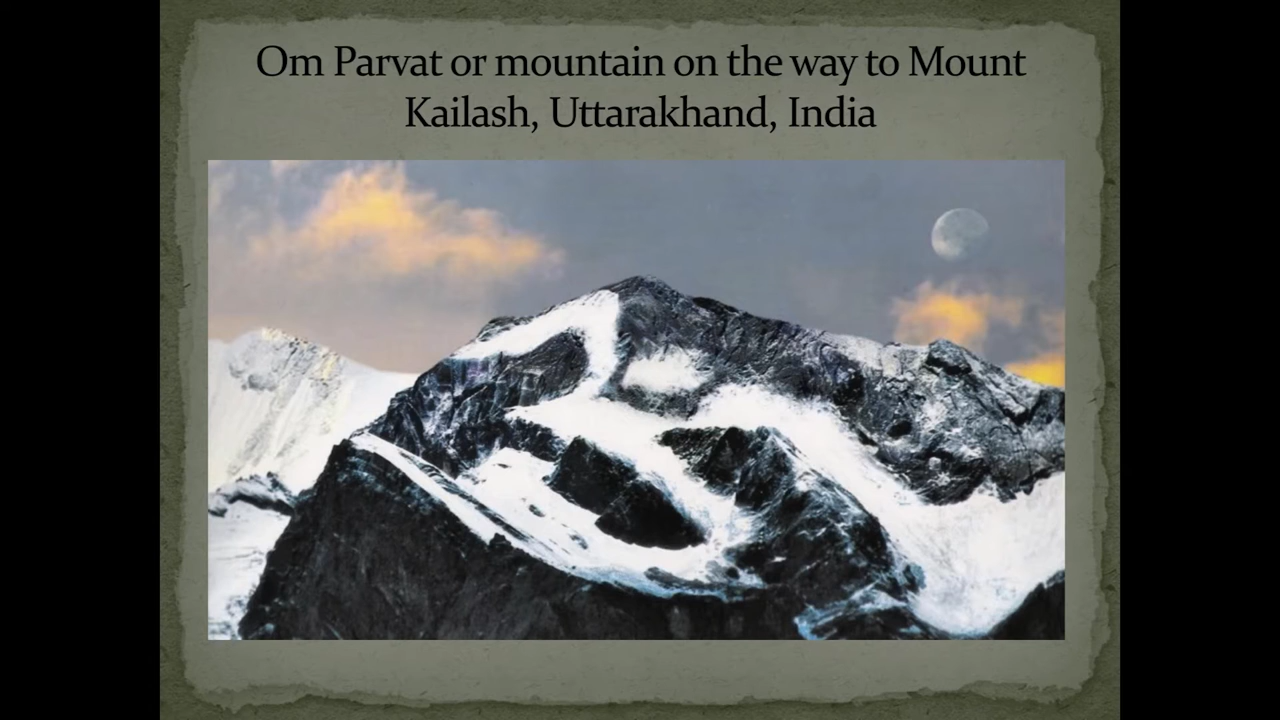 Om Parvat or mountain on the way to Mount
Kailash, Uttarakhand, India